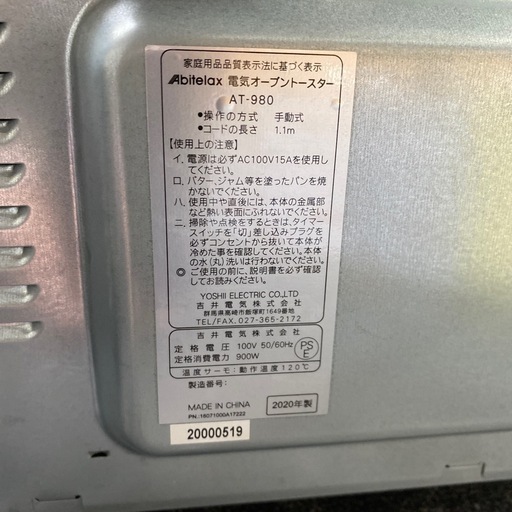 家庭用品品質表示法に基づく表示
Abitelax 電気オーブントースター
AT-980
●操作の方式 手動式
●コードの長さ 1.1m
【使用上の注意】
イ. 電源は必ずAC100V15Aを使用し
てください。
ロ. バター、ジャム等を塗ったパンを焼
かないでください。
ハ. 使用中や直後には、本体の金属部
など熱い表面にふれないでください。
ニ. 掃除や点検をするときは、タイマー
スイッチを「切」差し込みプラグを
必ずコンセントから抜いて本体が
冷めた事を確認してください。本体
の水(丸)洗いは行わないでください。
◎ ご使用の前に、説明書を必ず確認
してお読みください。
YOSHII ELECTRIC CO.,LTD
吉井電気株式会社
群馬県高崎市飯塚町1649番地
TEL/FAX. 027-365-2172
吉井電気株式会社
定格電圧 100V 50/60Hz
定格消費電力 900W
PS
E
温度サーモ:動作温度120℃
製造番号:
MADE IN CHINA
2020年製
PN.:18071000A17222
20000519